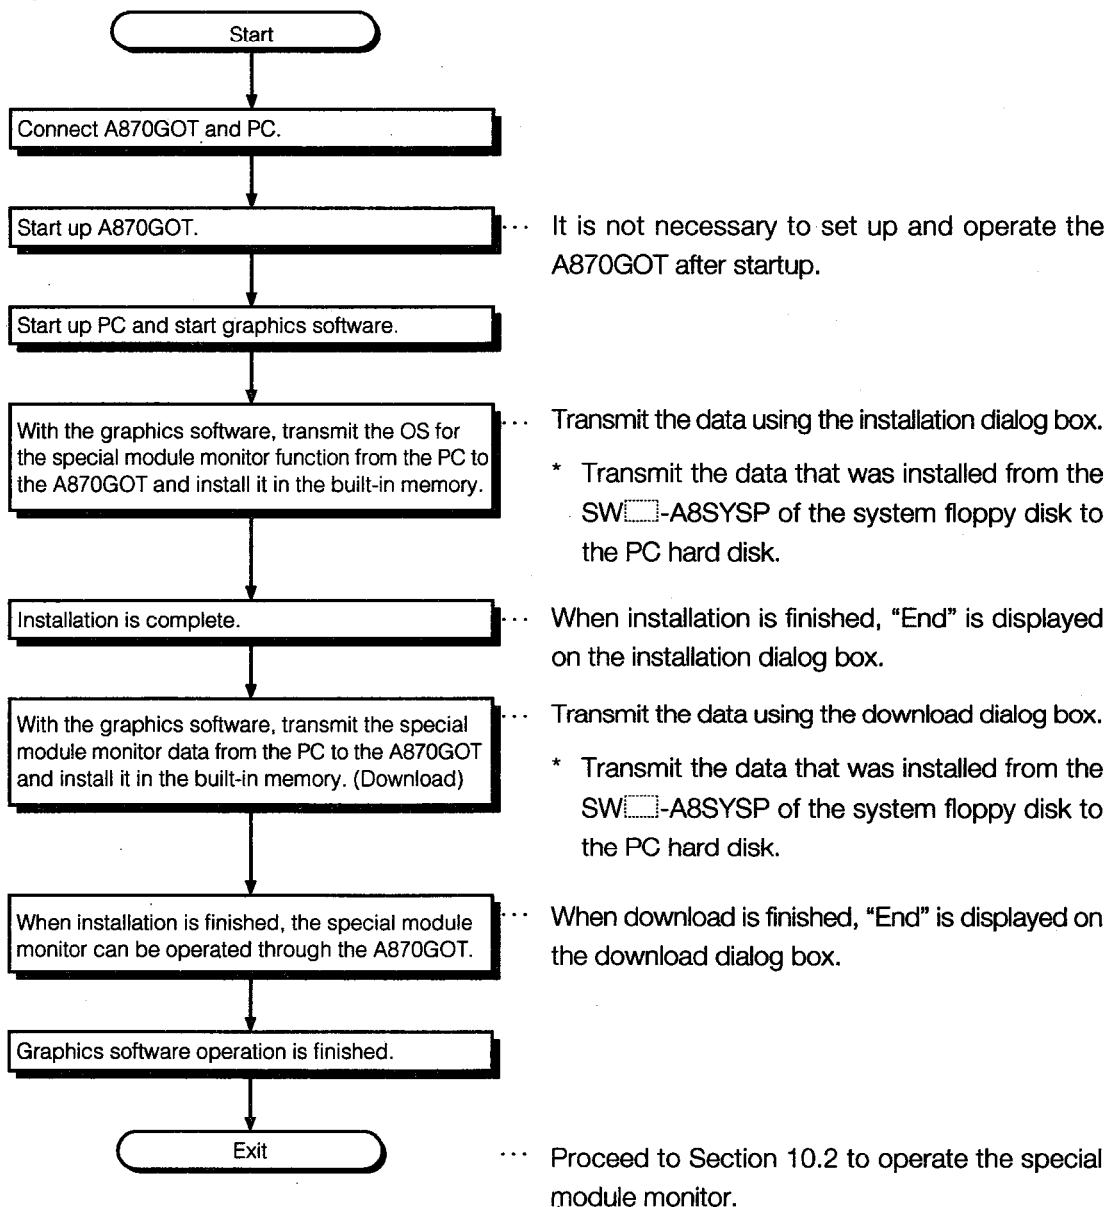 Start
Connect A870GOT and PC.
Start up A870GOT.
··· It is not necessary to set up and operate the
A870GOT after startup.
Start up PC and start graphics software.
With the graphics software, transmit the OS for
the special module monitor function from the PC to
the A870GOT and install it in the built-in memory.
··· Transmit the data using the installation dialog box.
* Transmit the data that was installed from the
SW⬚-A8SYSP of the system floppy disk to
the PC hard disk.
Installation is complete.
··· When installation is finished, “End” is displayed
on the installation dialog box.
With the graphics software, transmit the special
module monitor data from the PC to the A870GOT
and install it in the built-in memory. (Download)
··· Transmit the data using the download dialog box.
* Transmit the data that was installed from the
SW⬚-A8SYSP of the system floppy disk to
the PC hard disk.
When installation is finished, the special module
monitor can be operated through the A870GOT.
··· When download is finished, “End” is displayed on
the download dialog box.
Graphics software operation is finished.
Exit
··· Proceed to Section 10.2 to operate the special
module monitor.